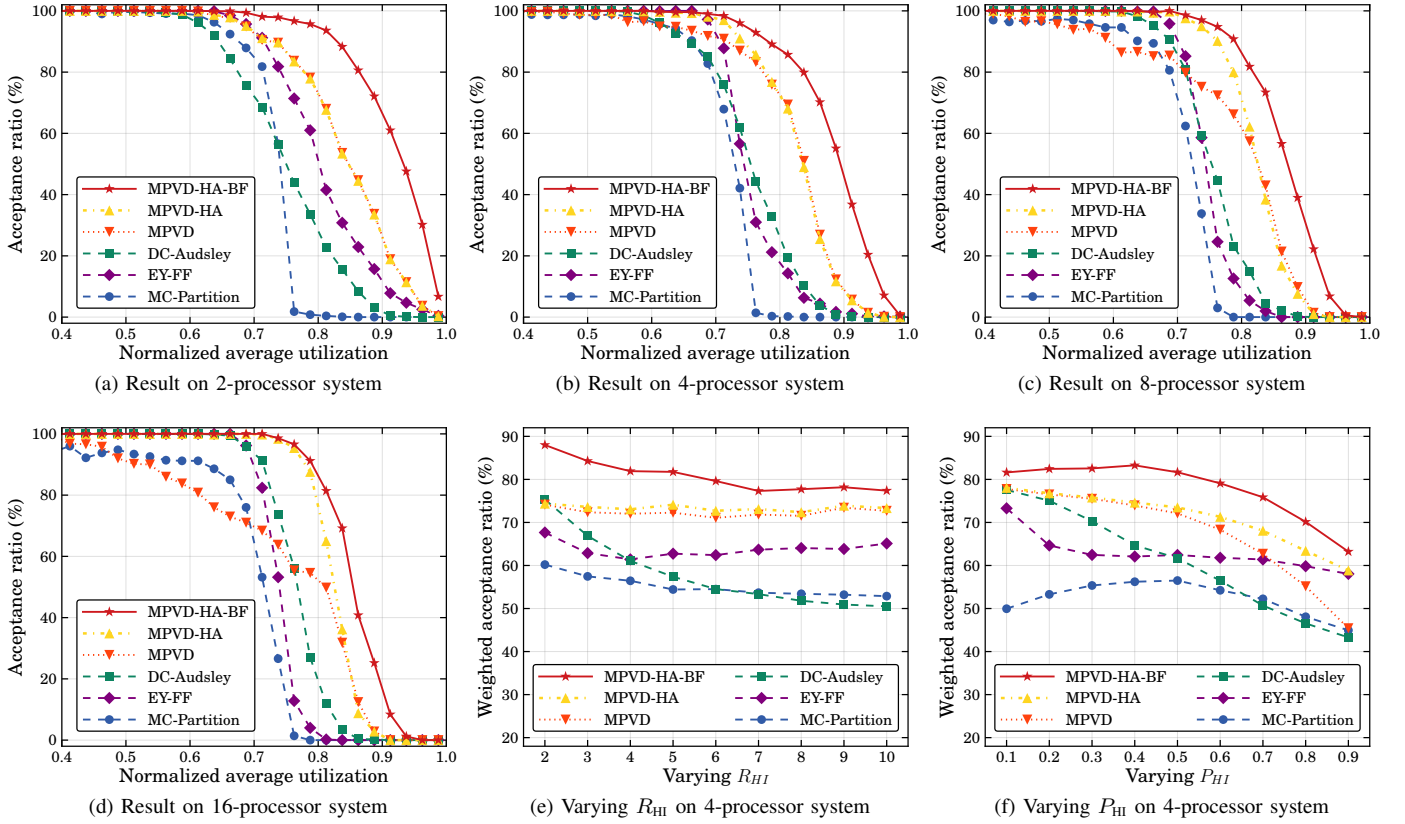 100
80
60
40
20
0
Acceptance ratio (%)
MPVD-HA-BF
MPVD-HA
MPVD
DC-Audsley
EY-FF
MC-Partition
0.4 0.5 0.6 0.7 0.8 0.9 1.0
Normalized average utilization
(a) Result on 2-processor system
100
80
60
40
20
0
Acceptance ratio (%)
MPVD-HA-BF
MPVD-HA
MPVD
DC-Audsley
EY-FF
MC-Partition
0.4 0.5 0.6 0.7 0.8 0.9 1.0
Normalized average utilization
(b) Result on 4-processor system
100
80
60
40
20
0
Acceptance ratio (%)
MPVD-HA-BF
MPVD-HA
MPVD
DC-Audsley
EY-FF
MC-Partition
0.4 0.5 0.6 0.7 0.8 0.9 1.0
Normalized average utilization
(c) Result on 8-processor system
100
80
60
40
20
0
Acceptance ratio (%)
MPVD-HA-BF
MPVD-HA
MPVD
DC-Audsley
EY-FF
MC-Partition
0.4 0.5 0.6 0.7 0.8 0.9 1.0
Normalized average utilization
(d) Result on 16-processor system
90
80
70
60
50
40
30
20
Weighted acceptance ratio (%)
MPVD-HA-BF DC-Audsley
MPVD-HA EY-FF
MPVD MC-Partition
2 3 4 5 6 7 8 9 10
Varying R_HI
(e) Varying R_HI on 4-processor system
90
80
70
60
50
40
30
20
Weighted acceptance ratio (%)
MPVD-HA-BF DC-Audsley
MPVD-HA EY-FF
MPVD MC-Partition
0.1 0.2 0.3 0.4 0.5 0.6 0.7 0.8 0.9
Varying P_HI
(f) Varying P_HI on 4-processor system